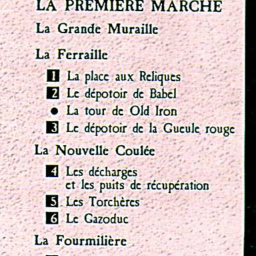 LA PREMIÈRE MARCHE
La Grande Muraille
La Ferraille
1 La place aux Reliques
2 Le dépotoir de Babel
• La tour de Old Iron
3 Le dépotoir de la Gueule rouge
La Nouvelle Coulée
4 Les décharges
et les puits de récupération
5 Les Torchères
6 Le Gazoduc
La Fourmilière